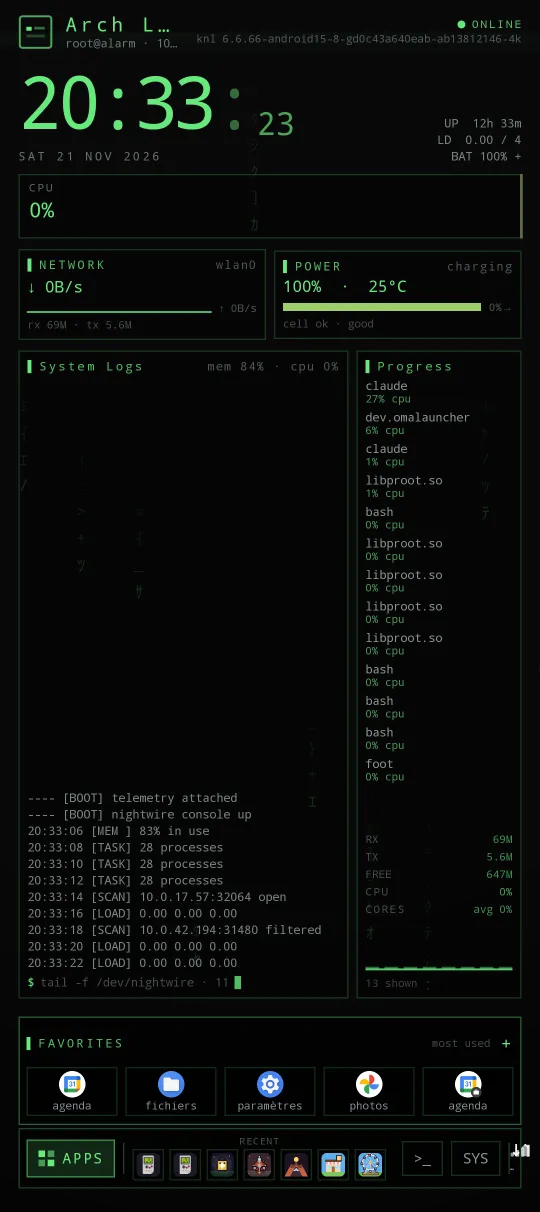 Arch L…
ONLINE
root@alarm · 10…
knl 6.6.66-android15-8-gd0c43a640eab-ab13812146-4k
20:33:23
UP 12h 33m
LD 0.00 / 4
SAT 21 NOV 2026
BAT 100% +
CPU
0%
NETWORK
wlan0
↓ 0B/s
↑ 0B/s
rx 69M · tx 5.6M
POWER
charging
100% · 25°C
0%→
cell ok · good
System Logs
mem 84% · cpu 0%
---- [BOOT] telemetry attached
---- [BOOT] nightwire console up
20:33:06 [MEM ] 83% in use
20:33:08 [TASK] 28 processes
20:33:10 [TASK] 28 processes
20:33:12 [TASK] 28 processes
20:33:14 [SCAN] 10.0.17.57:32064 open
20:33:16 [LOAD] 0.00 0.00 0.00
20:33:18 [SCAN] 10.0.42.194:31480 filtered
20:33:20 [LOAD] 0.00 0.00 0.00
20:33:22 [LOAD] 0.00 0.00 0.00
$ tail -f /dev/nightwire · 11
Progress
claude
27% cpu
dev.omalauncher
6% cpu
claude
1% cpu
libproot.so
1% cpu
bash
0% cpu
libproot.so
0% cpu
libproot.so
0% cpu
libproot.so
0% cpu
libproot.so
0% cpu
bash
0% cpu
bash
0% cpu
bash
0% cpu
foot
0% cpu
RX 69M
TX 5.6M
FREE 647M
CPU 0%
CORES avg 0%
13 shown
FAVORITES
most used +
agenda
fichiers
paramètres
photos
agenda
APPS
RECENT
>_
SYS